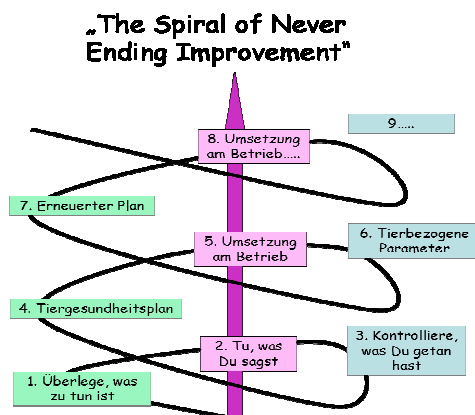 „The Spiral of Never
Ending Improvement“
9.....
8. Umsetzung
am Betrieb.....
7. Erneuerter Plan
6. Tierbezogene
Parameter
5. Umsetzung
am Betrieb
4. Tiergesundheitsplan
3. Kontrolliere,
was Du getan
hast
2. Tu, was
Du sagst
1. Überlege, was
zu tun ist